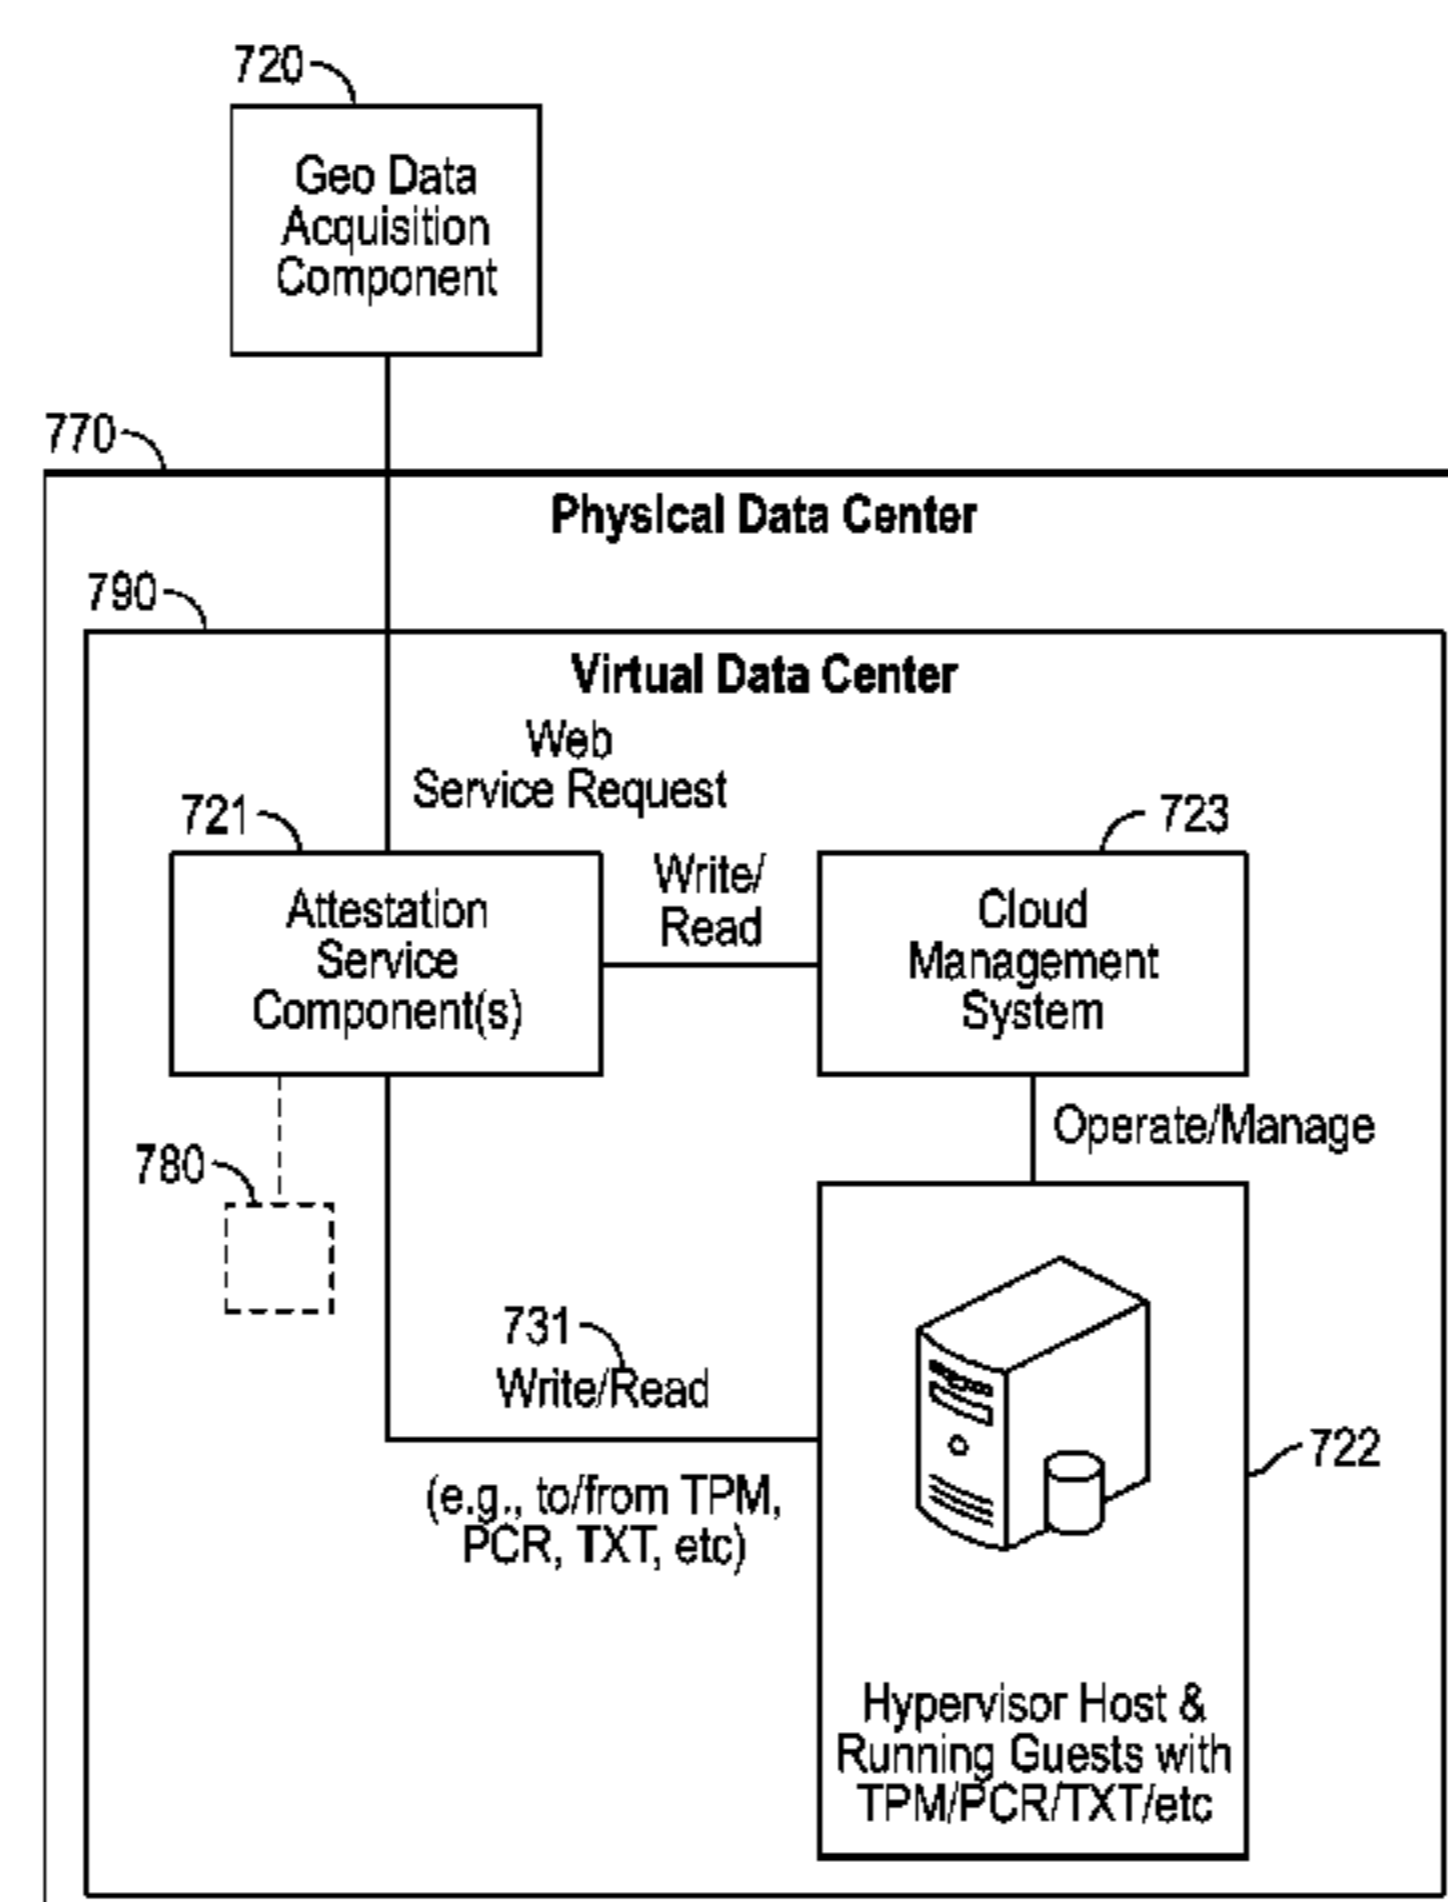 720
Geo Data
Acquisition
Component
770
Physical Data Center
790
Virtual Data Center
Web
Service Request
721
723
Attestation
Service
Component(s)
Write/
Read
Cloud
Management
System
Operate/Manage
780
731
Write/Read
(e.g., to/from TPM,
PCR, TXT, etc)
722
Hypervisor Host &
Running Guests with
TPM/PCR/TXT/etc